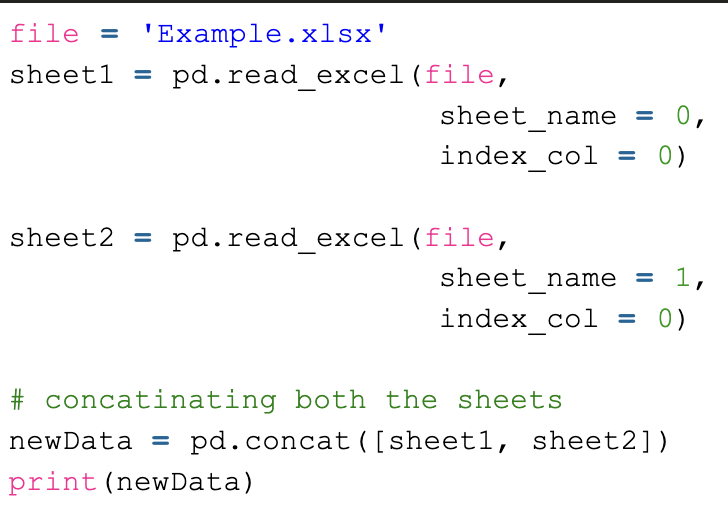 file = 'Example.xlsx'
sheet1 = pd.read_excel(file,
                        sheet_name = 0,
                        index_col = 0)

sheet2 = pd.read_excel(file,
                        sheet_name = 1,
                        index_col = 0)

# concatinating both the sheets
newData = pd.concat([sheet1, sheet2])
print(newData)